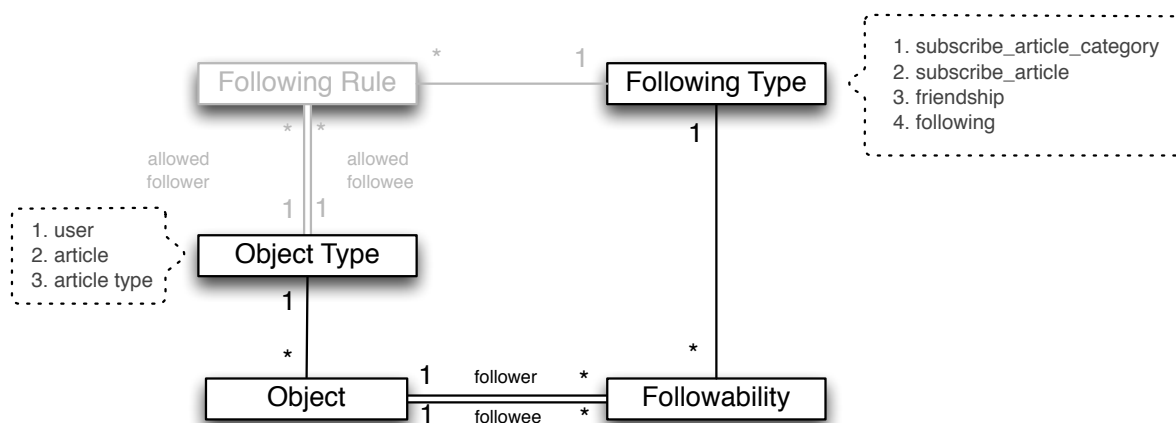 * 1
Following Rule
Following Type
1. subscribe_article_category
2. subscribe_article
3. friendship
4. following
* *
1
allowed
follower
allowed
followee
1 1
1. user
2. article
3. article type
Object Type
1
*
*
1 follower *
Object
Followability
1 followee *